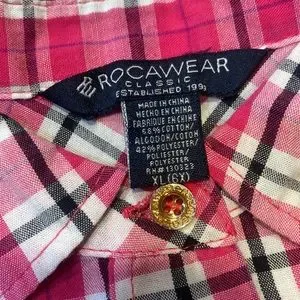 ROCAWEAR
CLASSIC
ESTABLISHED 199
MADE IN CHINA
HECHO EN CHINA
FABRIQUE EN CHINE
58% COTTON/
ALGODON/COTON
42% POLYESTER/
POLIESTER/
POLYESTER
RN#130323
XL (6X)